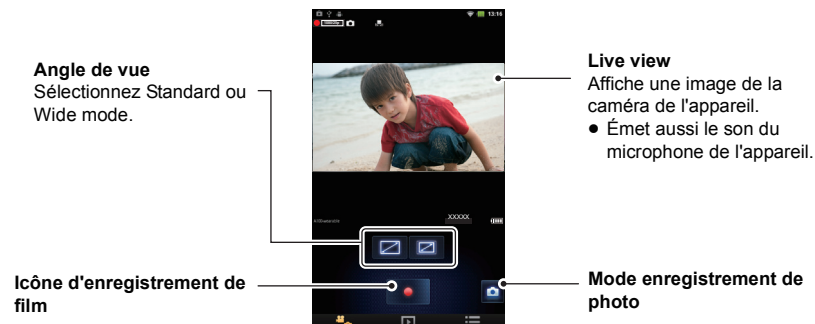 13:14
Angle de vue
Sélectionnez Standard ou
Wide mode.
Live view
Affiche une image de la
caméra de l'appareil.
● Émet aussi le son du
microphone de l'appareil.
XXXXX
Icône d'enregistrement de
film
Mode enregistrement de
photo